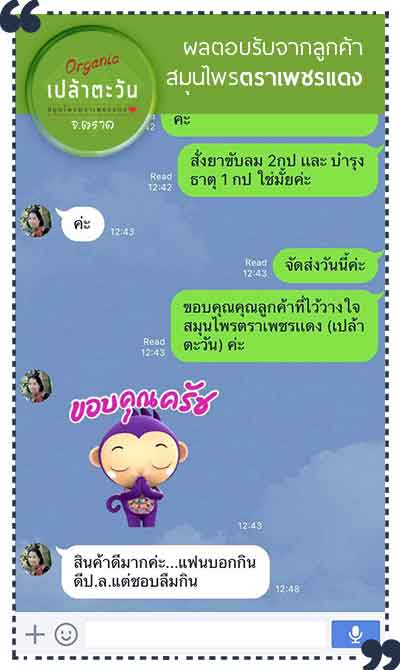 ผลตอบรับจากลูกค้า
สมุนไพรตราเพชรแดง
Organic
เปล้าตะวัน
สมุนไพรตราเพชรแดง
จ.ตราด
42
ค่ะ
สั่งยาขับลม 2กป และ บำรุง
ธาตุ 1 กป ใช่มั้ยค่ะ
Read
12:42
ค่ะ
12:43
จัดส่งวันนี้ค่ะ
Read
12:43
ขอบคุณคุณลูกค้าที่ไว้วางใจ
สมุนไพรตราเพชรแดง (เปล้า
ตะวัน) ค่ะ
Read
12:43
ขอบคุณครัช
12:43
สินค้าดีมากค่ะ...แฟนบอกกิน
ดีป.ล.แต่ชอบลืมกิน
12:48